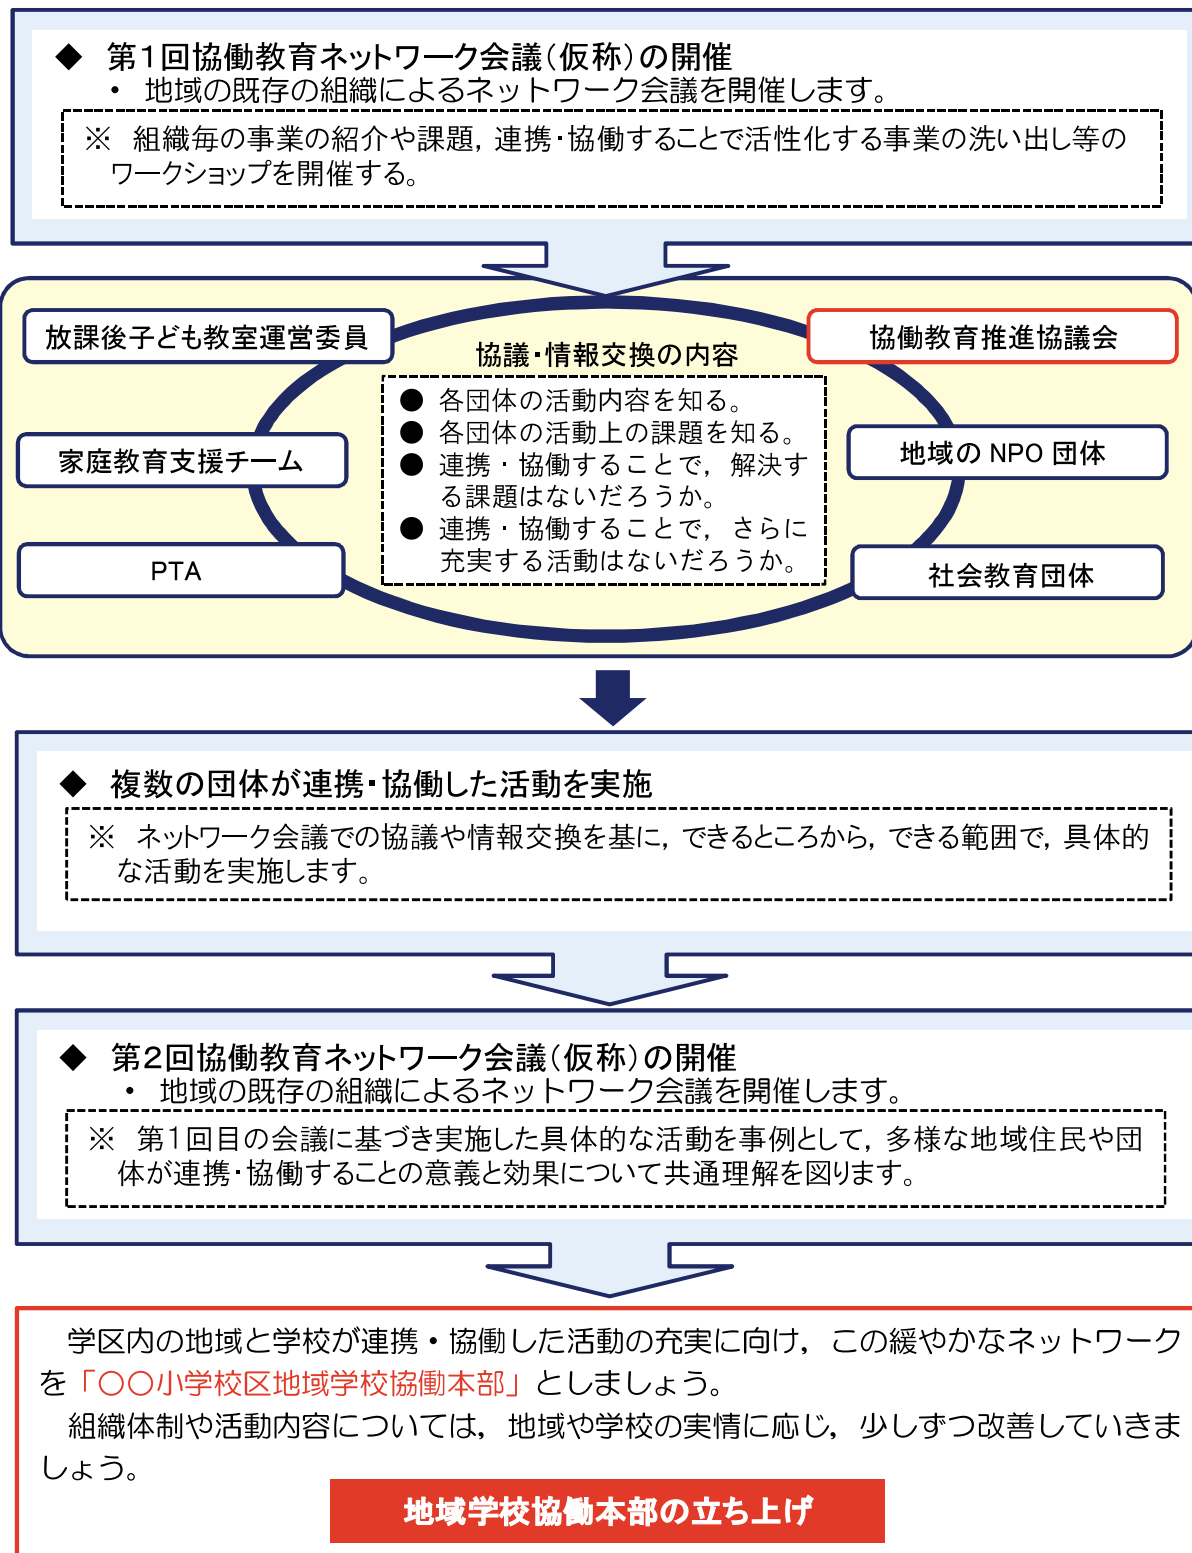 ◆ 第1回協働教育ネットワーク会議(仮称)の開催
・ 地域の既存の組織によるネットワーク会議を開催します。
※ 組織毎の事業の紹介や課題，連携・協働することで活性化する事業の洗い出し等の
ワークショップを開催する。
放課後子ども教室運営委員
協働教育推進協議会
家庭教育支援チーム
地域の NPO 団体
PTA
社会教育団体
協議・情報交換の内容
● 各団体の活動内容を知る。
● 各団体の活動上の課題を知る。
● 連携・協働することで，解決す
る課題はないだろうか。
● 連携・協働することで，さらに
充実する活動はないだろうか。
◆ 複数の団体が連携・協働した活動を実施
※ ネットワーク会議での協議や情報交換を基に，できるところから，できる範囲で，具体的
な活動を実施します。
◆ 第2回協働教育ネットワーク会議(仮称)の開催
・ 地域の既存の組織によるネットワーク会議を開催します。
※ 第1回目の会議に基づき実施した具体的な活動を事例として，多様な地域住民や団
体が連携・協働することの意義と効果について共通理解を図ります。
学区内の地域と学校が連携・協働した活動の充実に向け，この緩やかなネットワーク
を「〇〇小学校区地域学校協働本部」としましょう。
組織体制や活動内容については，地域や学校の実情に応じ，少しずつ改善していきま
しょう。
地域学校協働本部の立ち上げ